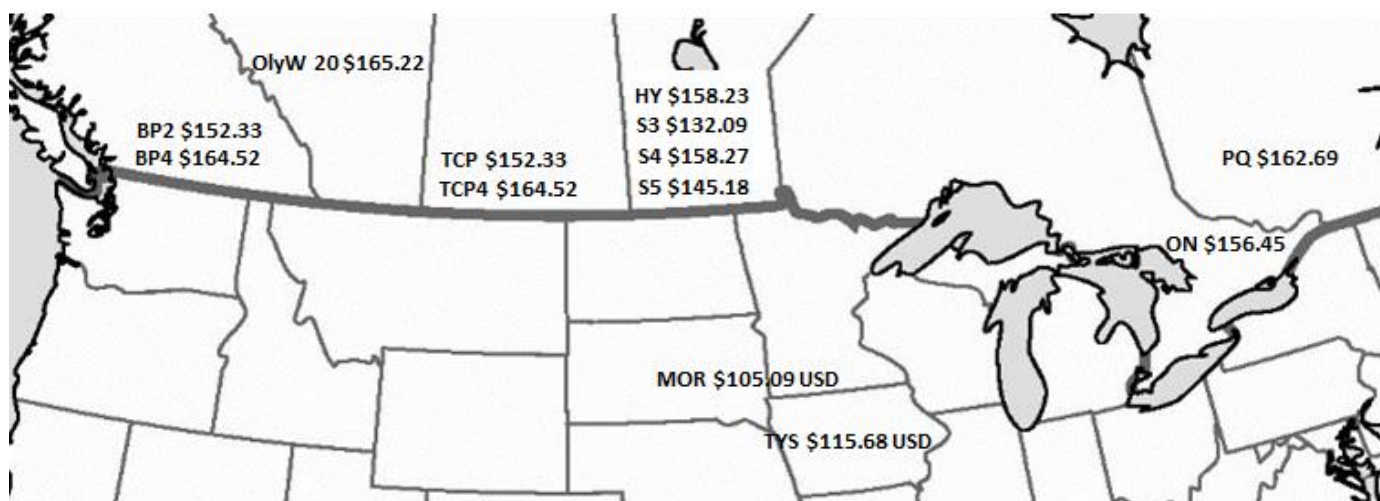 OlyW 20 $165.22
HY $158.23
S3 $132.09
S4 $158.27
S5 $145.18
BP2 $152.33
BP4 $164.52
TCP $152.33
TCP4 $164.52
PQ $162.69
ON $156.45
MOR $105.09 USD
TYS $115.68 USD